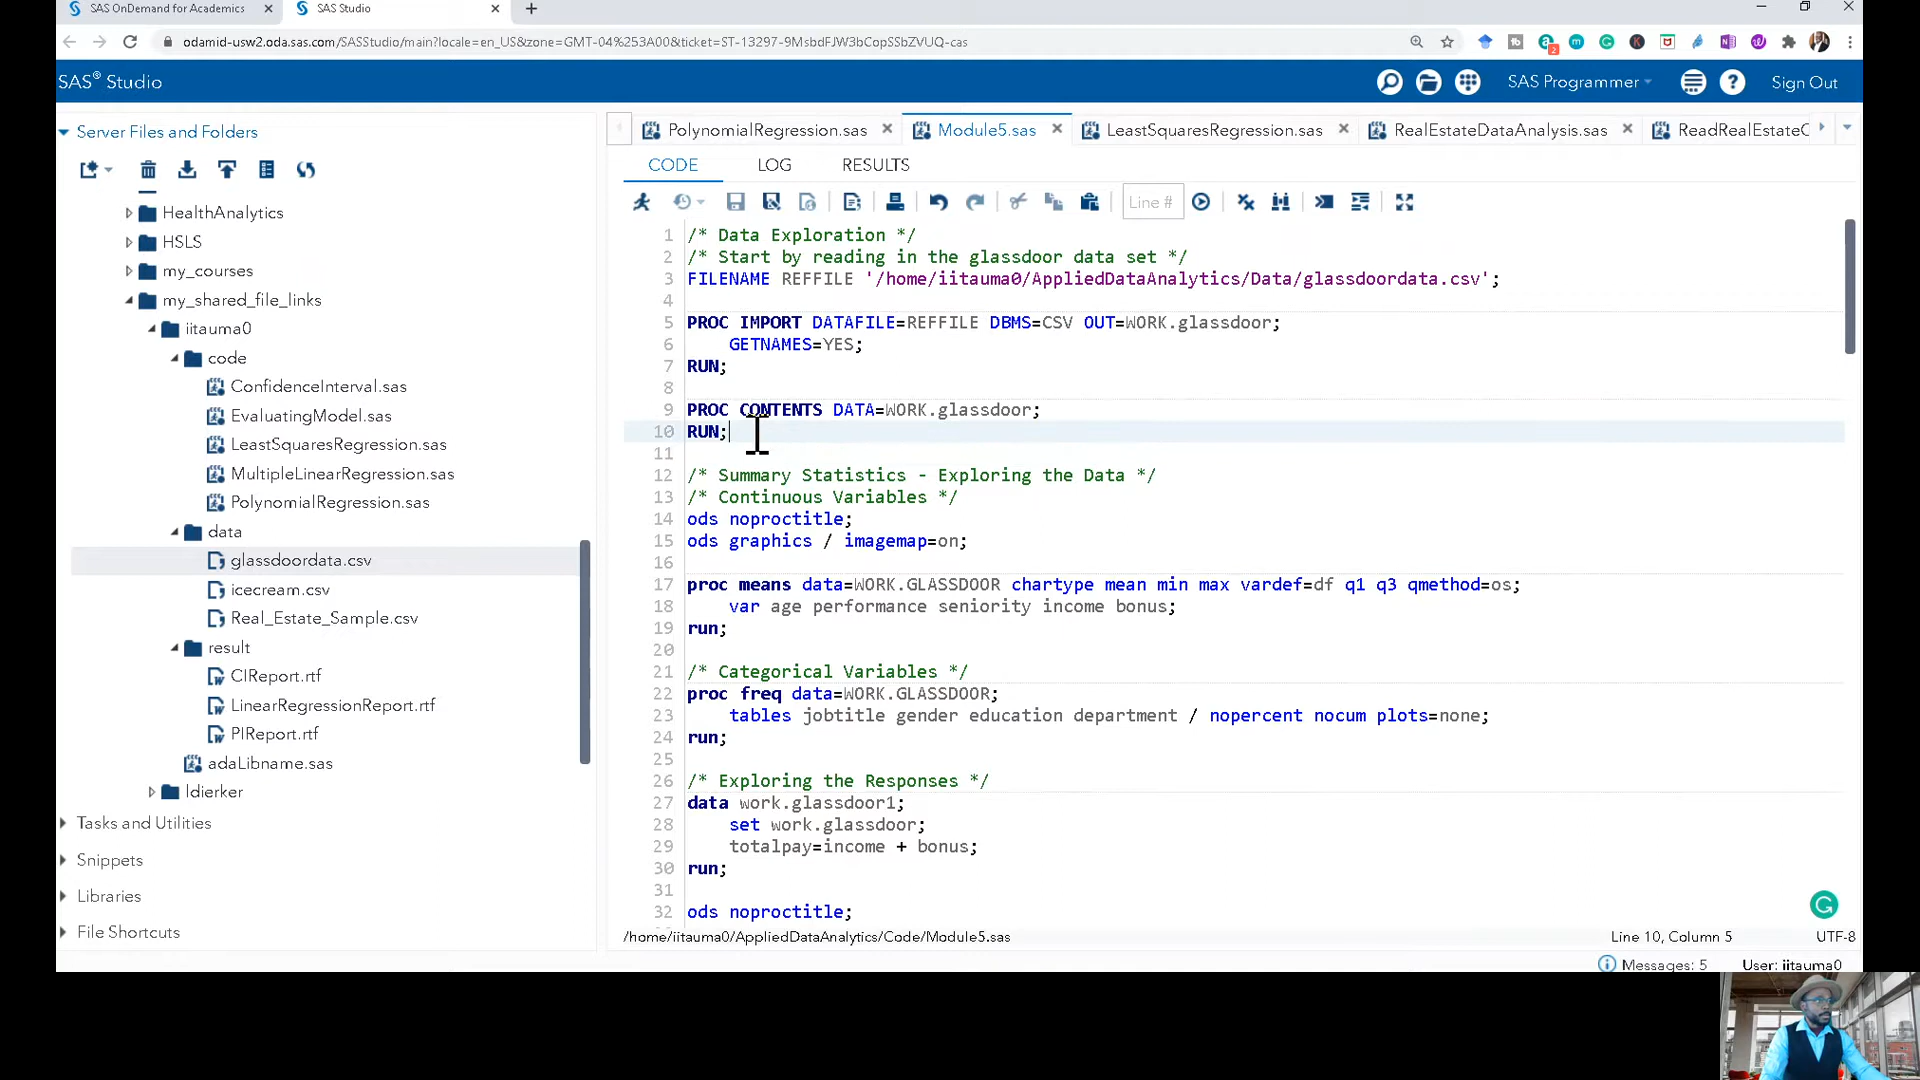 SAS OnDemand for Academics
SAS Studio
odamid-usw2.oda.sas.com/SASStudio/main?locale=en_US&zone=GMT-04%253A00&ticket=ST-13297-9MsbdFJW3bCopSSbZVUQ-cas
2
SAS® Studio
SAS Programmer
Sign Out
Server Files and Folders
HealthAnalytics
HSLS
my_courses
my_shared_file_links
iitauma0
code
ConfidenceInterval.sas
EvaluatingModel.sas
LeastSquaresRegression.sas
MultipleLinearRegression.sas
PolynomialRegression.sas
data
glassdoordata.csv
icecream.csv
Real_Estate_Sample.csv
result
CIReport.rtf
LinearRegressionReport.rtf
PIReport.rtf
adaLibname.sas
ldierker
Tasks and Utilities
Snippets
Libraries
File Shortcuts
PolynomialRegression.sas
Module5.sas
LeastSquaresRegression.sas
RealEstateDataAnalysis.sas
ReadRealEstateC
CODE
LOG
RESULTS
Line #
1 /* Data Exploration */
2 /* Start by reading in the glassdoor data set */
3 FILENAME REFFILE '/home/iitauma0/AppliedDataAnalytics/Data/glassdoordata.csv';
4
5 PROC IMPORT DATAFILE=REFFILE DBMS=CSV OUT=WORK.glassdoor;
6 GETNAMES=YES;
7 RUN;
8
9 PROC CONTENTS DATA=WORK.glassdoor;
10 RUN;
11
12 /* Summary Statistics - Exploring the Data */
13 /* Continuous Variables */
14 ods noproctitle;
15 ods graphics / imagemap=on;
16
17 proc means data=WORK.GLASSDOOR chartype mean min max vardef=df q1 q3 qmethod=os;
18 var age performance seniority income bonus;
19 run;
20
21 /* Categorical Variables */
22 proc freq data=WORK.GLASSDOOR;
23 tables jobtitle gender education department / nopercent nocum plots=none;
24 run;
25
26 /* Exploring the Responses */
27 data work.glassdoor1;
28 set work.glassdoor;
29 totalpay=income + bonus;
30 run;
31
32 ods noproctitle;
/home/iitauma0/AppliedDataAnalytics/Code/Module5.sas
Line 10, Column 5
UTF-8
Messages: 5
User: iitauma0